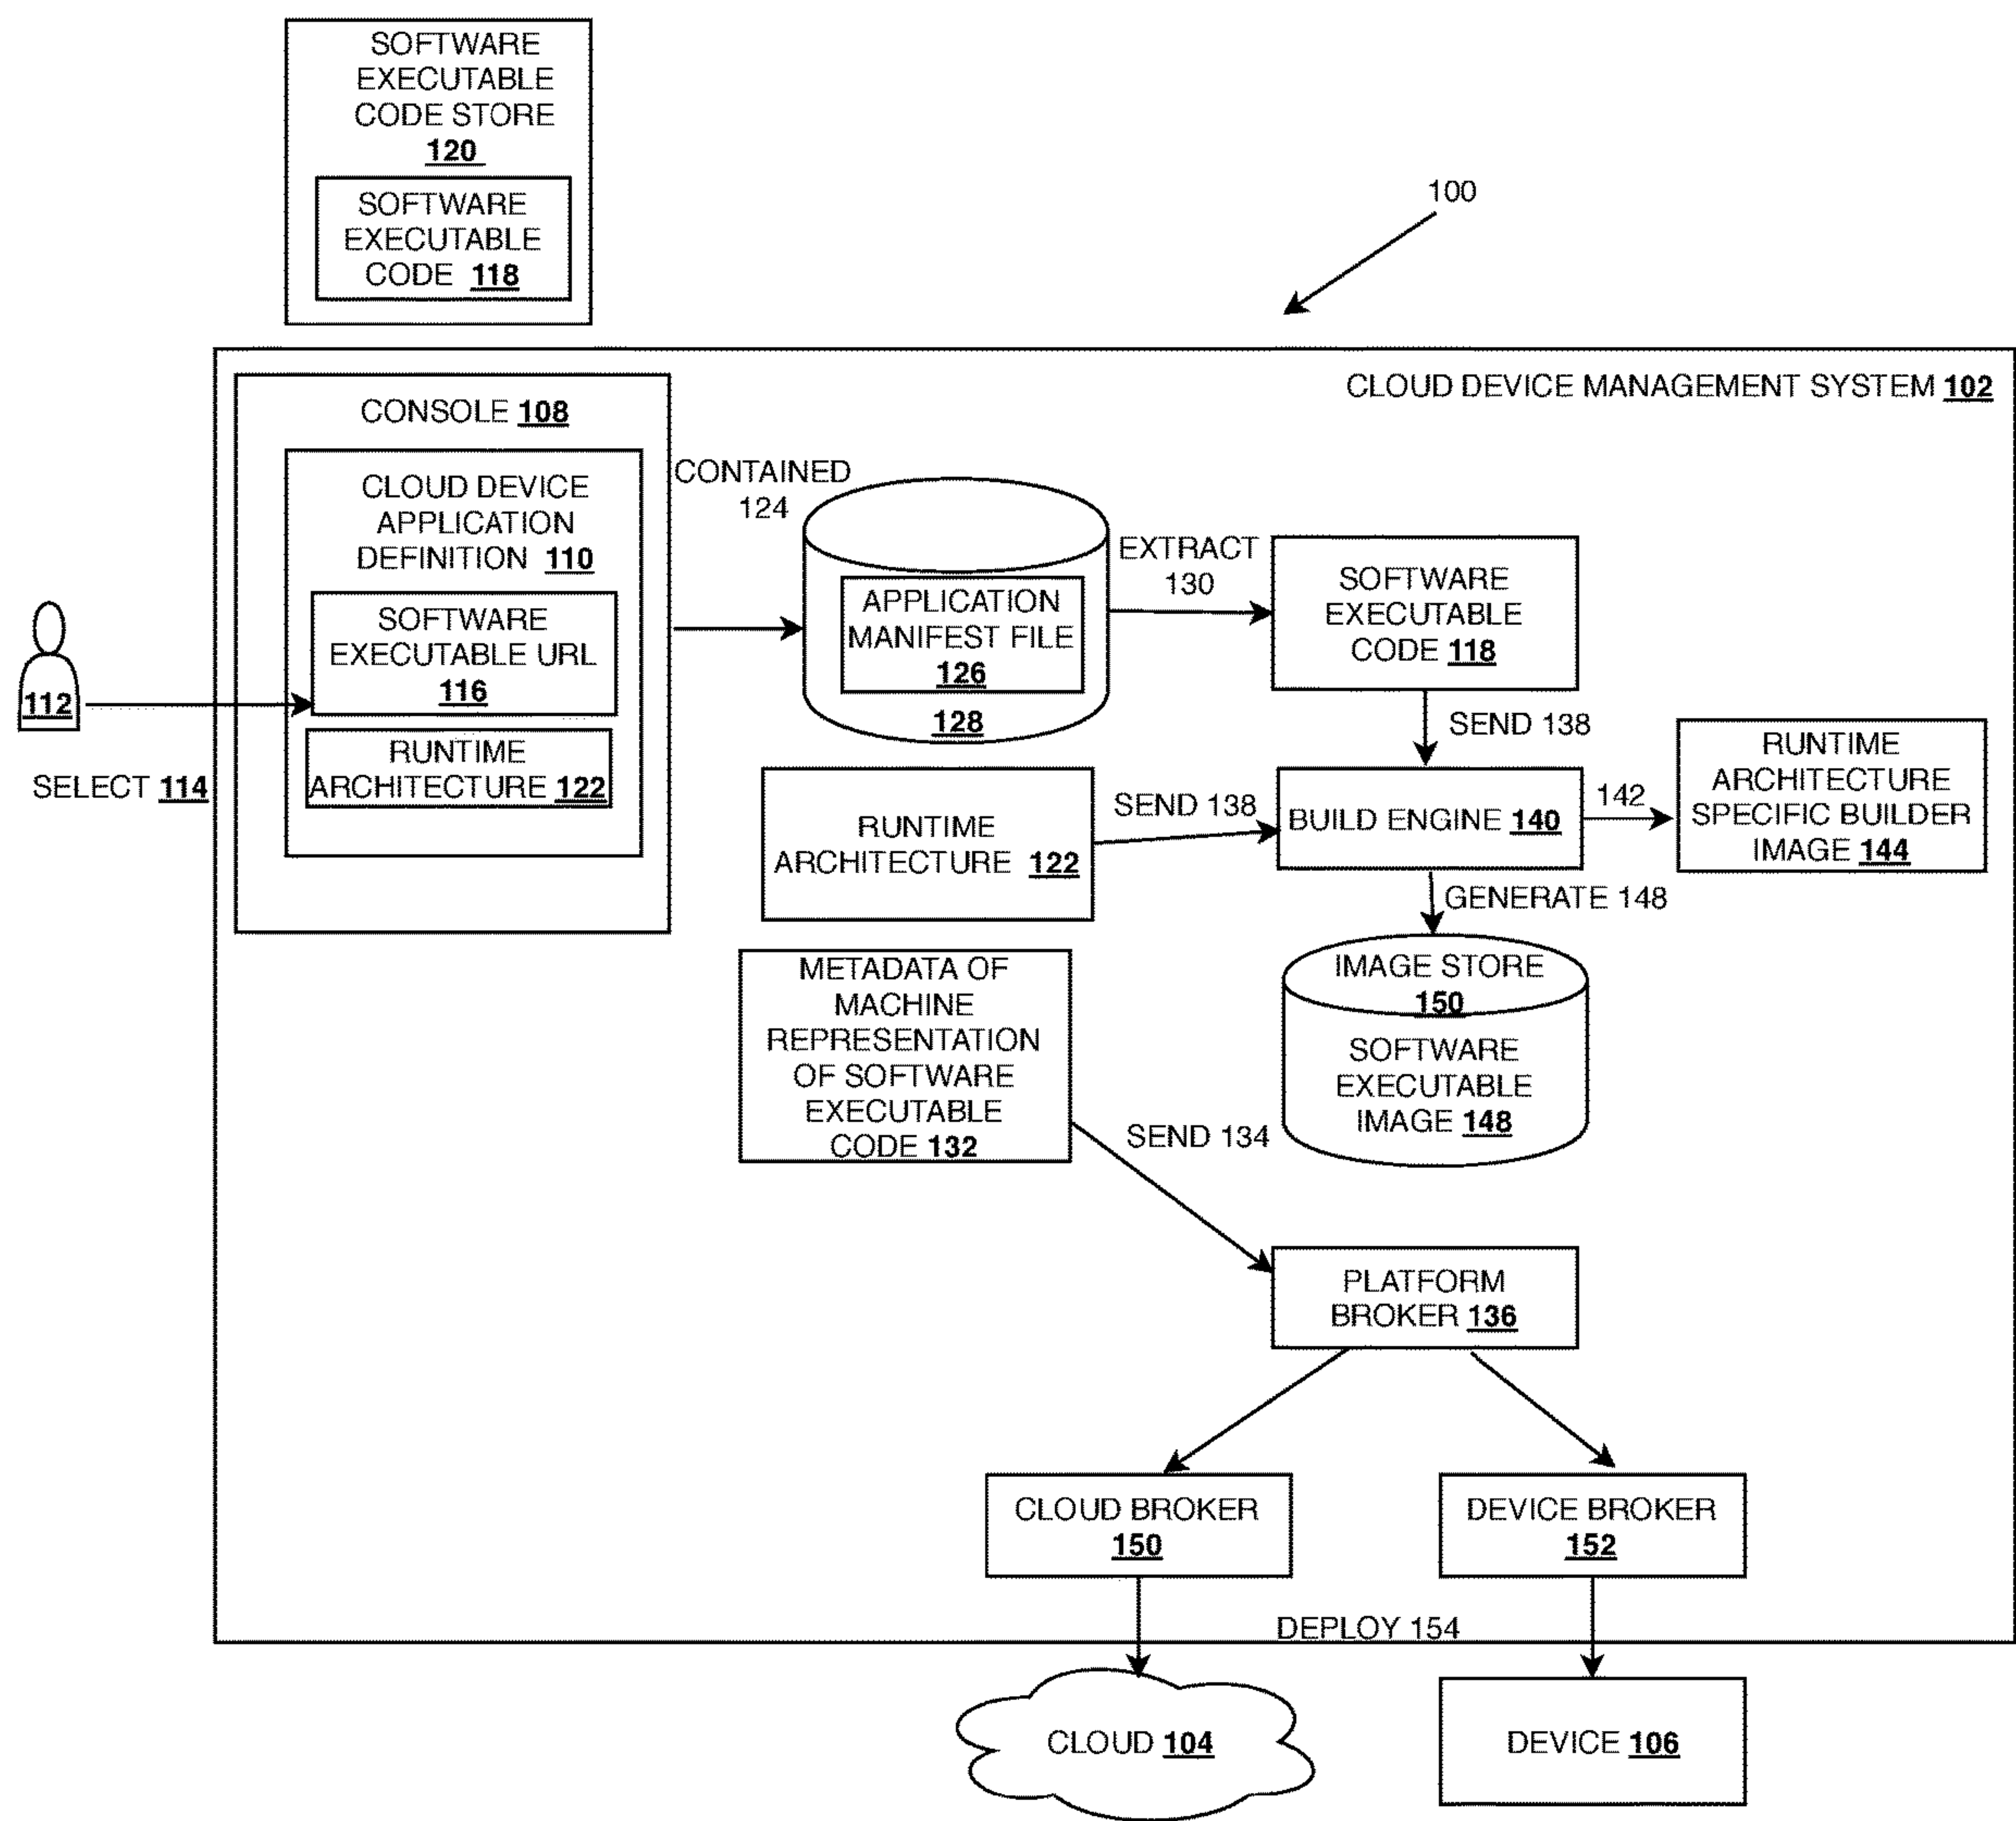 SOFTWARE
EXECUTABLE
CODE STORE
120
SOFTWARE
EXECUTABLE
CODE 118
100
CLOUD DEVICE MANAGEMENT SYSTEM 102
CONSOLE 108
CLOUD DEVICE
APPLICATION
DEFINITION 110
SOFTWARE
EXECUTABLE URL
116
RUNTIME
ARCHITECTURE 122
112
SELECT 114
CONTAINED
124
APPLICATION
MANIFEST FILE
126
128
EXTRACT
130
SOFTWARE
EXECUTABLE
CODE 118
SEND 138
RUNTIME
ARCHITECTURE 122
SEND 138
BUILD ENGINE 140
142
RUNTIME
ARCHITECTURE
SPECIFIC BUILDER
IMAGE 144
GENERATE 148
IMAGE STORE
150
SOFTWARE
EXECUTABLE
IMAGE 148
METADATA OF
MACHINE
REPRESENTATION
OF SOFTWARE
EXECUTABLE
CODE 132
SEND 134
PLATFORM
BROKER 136
CLOUD BROKER
150
DEVICE BROKER
152
DEPLOY 154
CLOUD 104
DEVICE 106